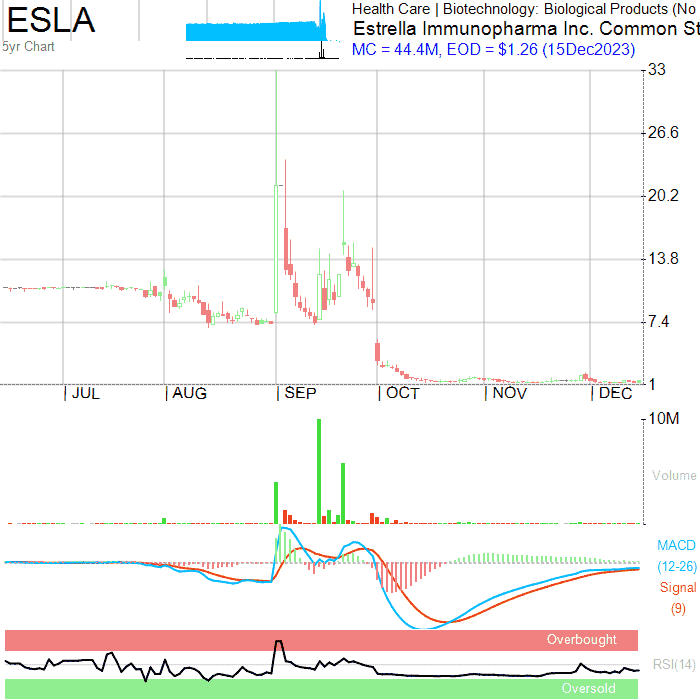 ESLA
5yr Chart
Health Care | Biotechnology: Biological Products (No
Estrella Immunopharma Inc. Common St
MC = 44.4M, EOD = $1.26 (15Dec2023)
33
26.6
20.2
13.8
7.4
1
| JUL | AUG | SEP | OCT | NOV | DEC
10M
Volume
MACD
(12-26)
Signal
(9)
Overbought
RSI(14)
Oversold